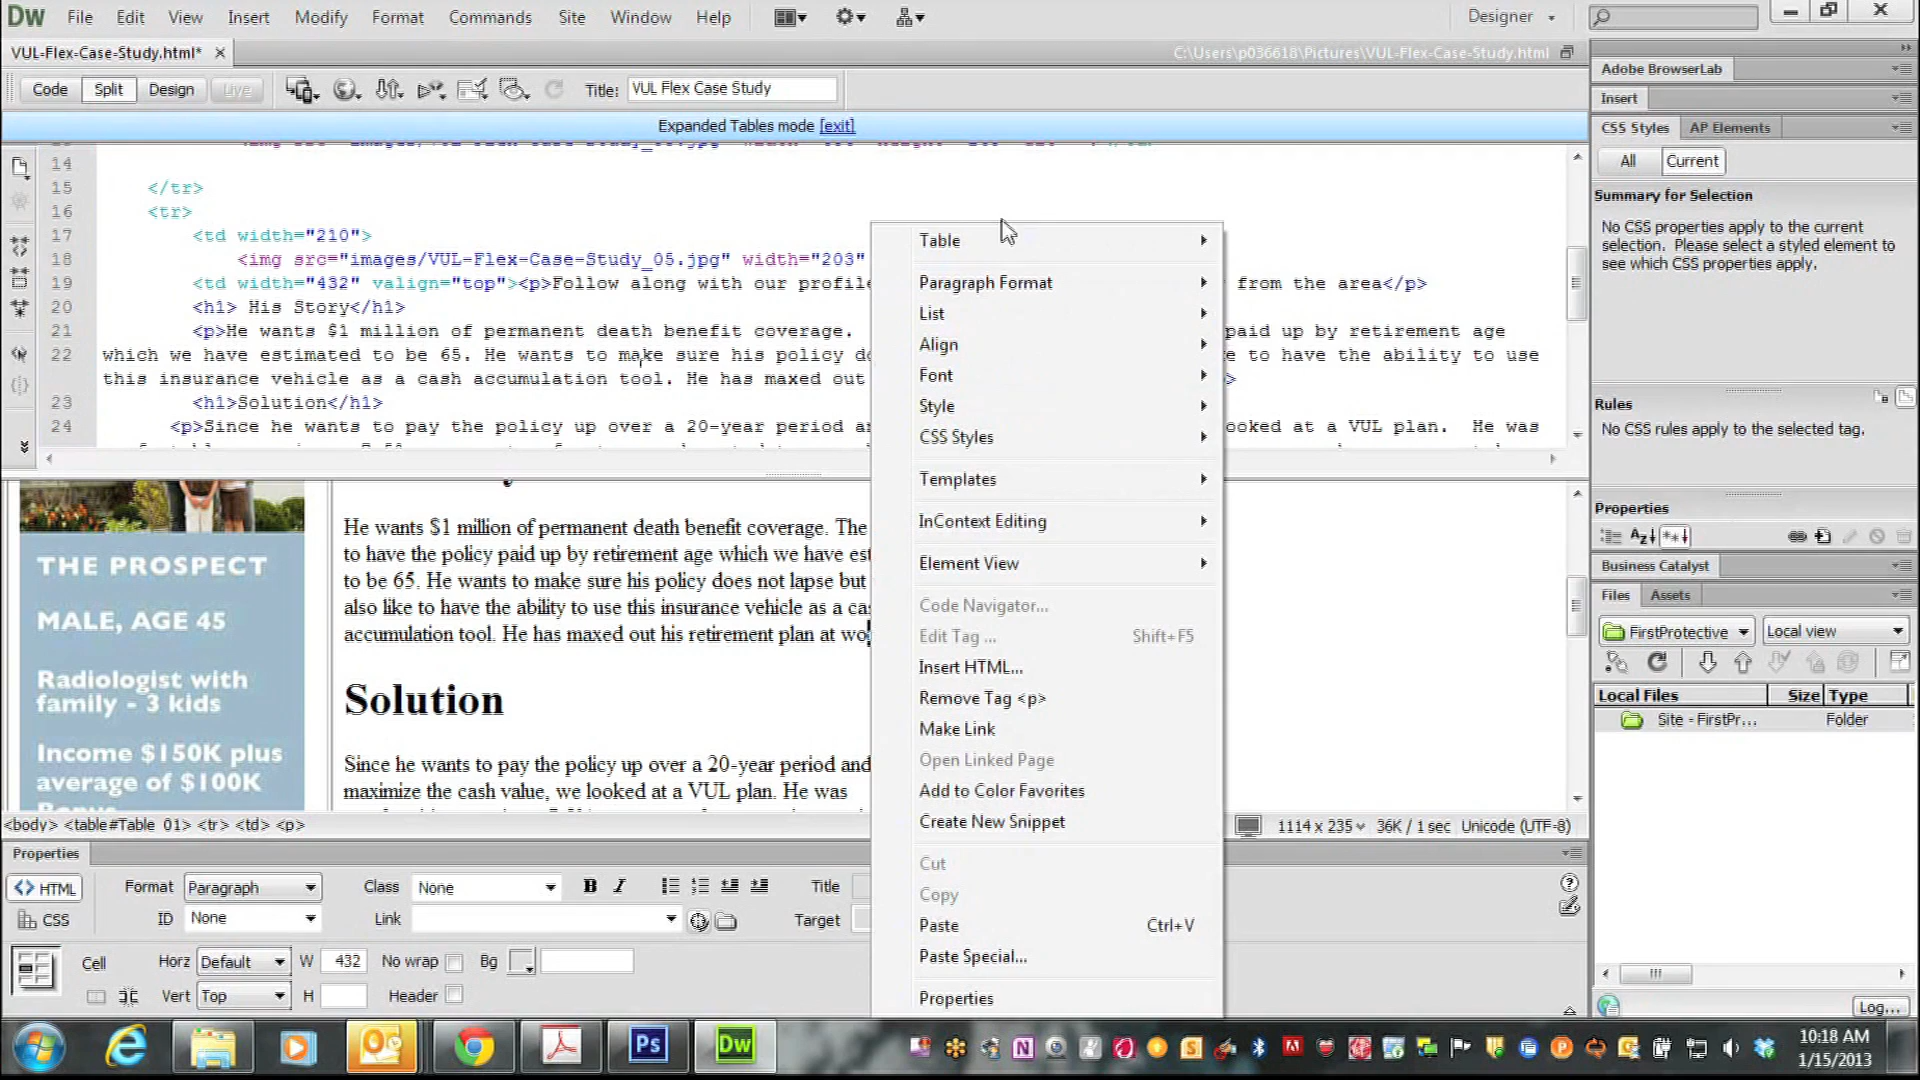 Dw File Edit View Insert Modify Format Commands Site Window Help Designer
VUL-Flex-Case-Study.html* C:\Users\p036618\Pictures\VUL-Flex-Case-Study.html
Code Split Design Live Title: VUL Flex Case Study
Expanded Tables mode [exit]
14
15 </tr>
16 <tr>
17 <td width="210">
18 <img src="images/VUL-Flex-Case-Study_05.jpg" width="203"
19 <td width="432" valign="top"><p>Follow along with our profile from the area</p>
20 <h1> His Story</h1>
21 <p>He wants $1 million of permanent death benefit coverage. paid up by retirement age
22 which we have estimated to be 65. He wants to make sure his policy do e to have the ability to use
this insurance vehicle as a cash accumulation tool. He has maxed out >
23 <h1>Solution</h1>
24 <p>Since he wants to pay the policy up over a 20-year period an ooked at a VUL plan. He was
Table
Paragraph Format
List
Align
Font
Style
CSS Styles
Templates
InContext Editing
Element View
Code Navigator...
Edit Tag ... Shift+F5
Insert HTML...
Remove Tag <p>
Make Link
Open Linked Page
Add to Color Favorites
Create New Snippet
Cut
Copy
Paste Ctrl+V
Paste Special...
Properties
THE PROSPECT
MALE, AGE 45
Radiologist with
family - 3 kids
Income $150K plus
average of $100K
He wants $1 million of permanent death benefit coverage. The
to have the policy paid up by retirement age which we have est
to be 65. He wants to make sure his policy does not lapse but
also like to have the ability to use this insurance vehicle as a cas
accumulation tool. He has maxed out his retirement plan at wo
Solution
Since he wants to pay the policy up over a 20-year period and
maximize the cash value, we looked at a VUL plan. He was
<body> <table#Table_01> <tr> <td> <p> 1114 x 235 36K / 1 sec Unicode (UTF-8)
Properties
<> HTML Format Paragraph Class None B I Title
CSS ID None Link Target
Cell Horz Default W 432 No wrap Bg
Vert Top H Header
Adobe BrowserLab
Insert
CSS Styles AP Elements
All Current
Summary for Selection
No CSS properties apply to the current
selection. Please select a styled element to
see which CSS properties apply.
Rules
No CSS rules apply to the selected tag.
Properties
Business Catalyst
Files Assets
FirstProtective Local view
Local Files Size Type
Site - FirstPr... Folder
Log...
Ps Dw
10:18 AM
1/15/2013